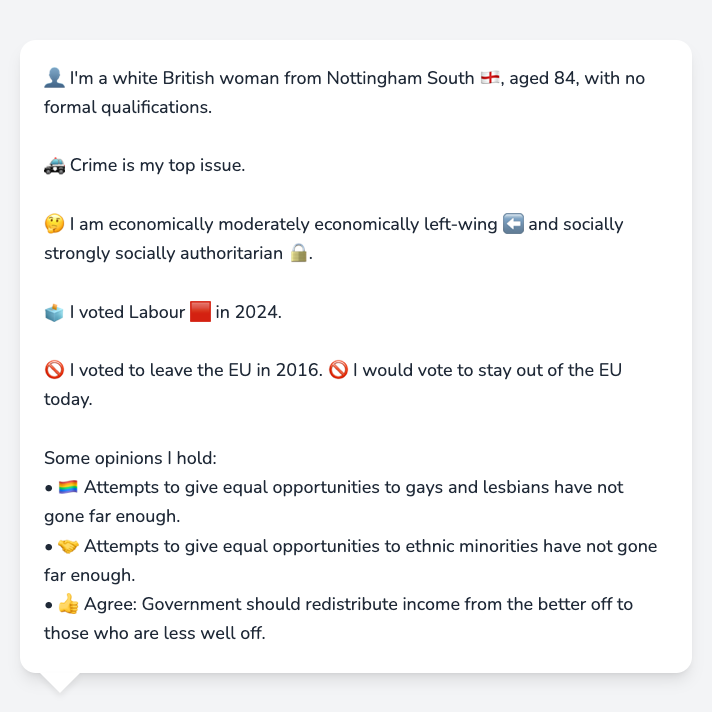 👤 I'm a white British woman from Nottingham South 🏴󠁧󠁢󠁥󠁮󠁧󠁿, aged 84, with no
formal qualifications.
🚓 Crime is my top issue.
🤔 I am economically moderately economically left-wing ⬅️ and socially
strongly socially authoritarian 🔒.
🗳️ I voted Labour 🟥 in 2024.
🚫 I voted to leave the EU in 2016. 🚫 I would vote to stay out of the EU
today.
Some opinions I hold:
• 🏳️‍🌈 Attempts to give equal opportunities to gays and lesbians have not
gone far enough.
• 🤝 Attempts to give equal opportunities to ethnic minorities have not gone
far enough.
• 👍 Agree: Government should redistribute income from the better off to
those who are less well off.